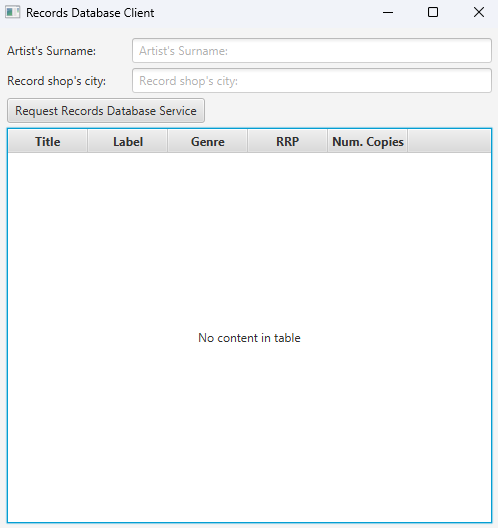 Records Database Client
Artist's Surname: Artist's Surname:
Record shop's city: Record shop's city:
Request Records Database Service
Title Label Genre RRP Num. Copies
No content in table